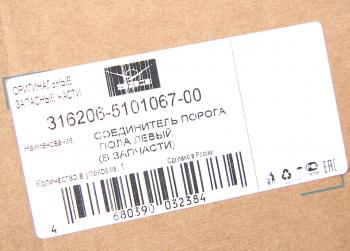 ОРИГИНАЛЬНЫЕ
ЗАПАСНЫЕ ЧАСТИ
316206-5101067-00
Наименование
СОЕДИНИТЕЛЬ ПОРОГА
ПОЛА ЛЕВЫЙ
(В ЗАПЧАСТИ)
Количество в упаковке, 1
Сделано в России
4 680390 032384
EAC